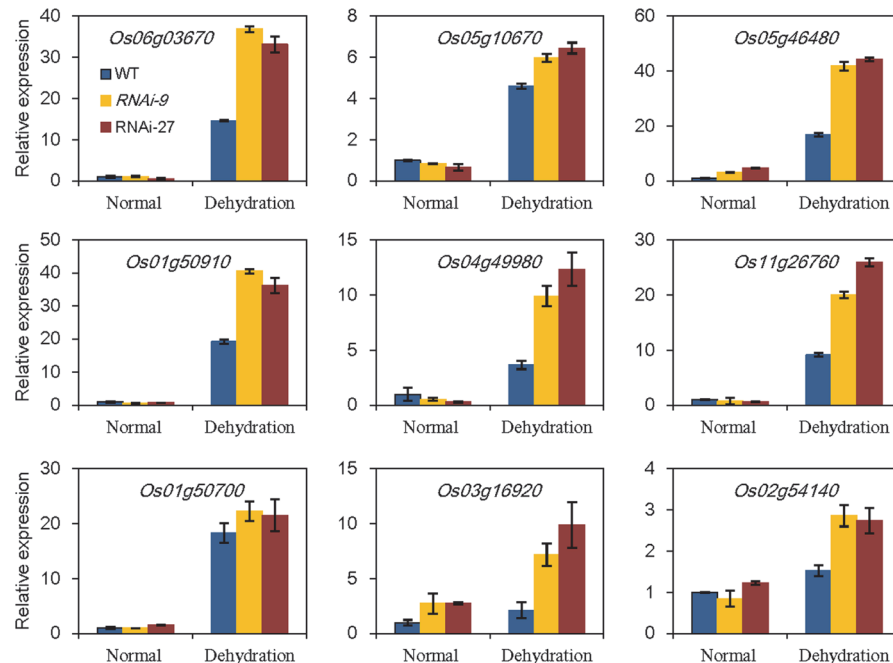 Relative expression
40
30
20
10
0
Os06g03670
WT
RNAi-9
RNAi-27
Normal Dehydration
8
6
4
2
0
Os05g10670
Normal Dehydration
60
40
20
0
Os05g46480
Normal Dehydration
Relative expression
50
40
30
20
10
0
Os01g50910
Normal Dehydration
15
10
5
0
Os04g49980
Normal Dehydration
30
20
10
0
Os11g26760
Normal Dehydration
Relative expression
30
20
10
0
Os01g50700
Normal Dehydration
15
10
5
0
Os03g16920
Normal Dehydration
4
3
2
1
0
Os02g54140
Normal Dehydration